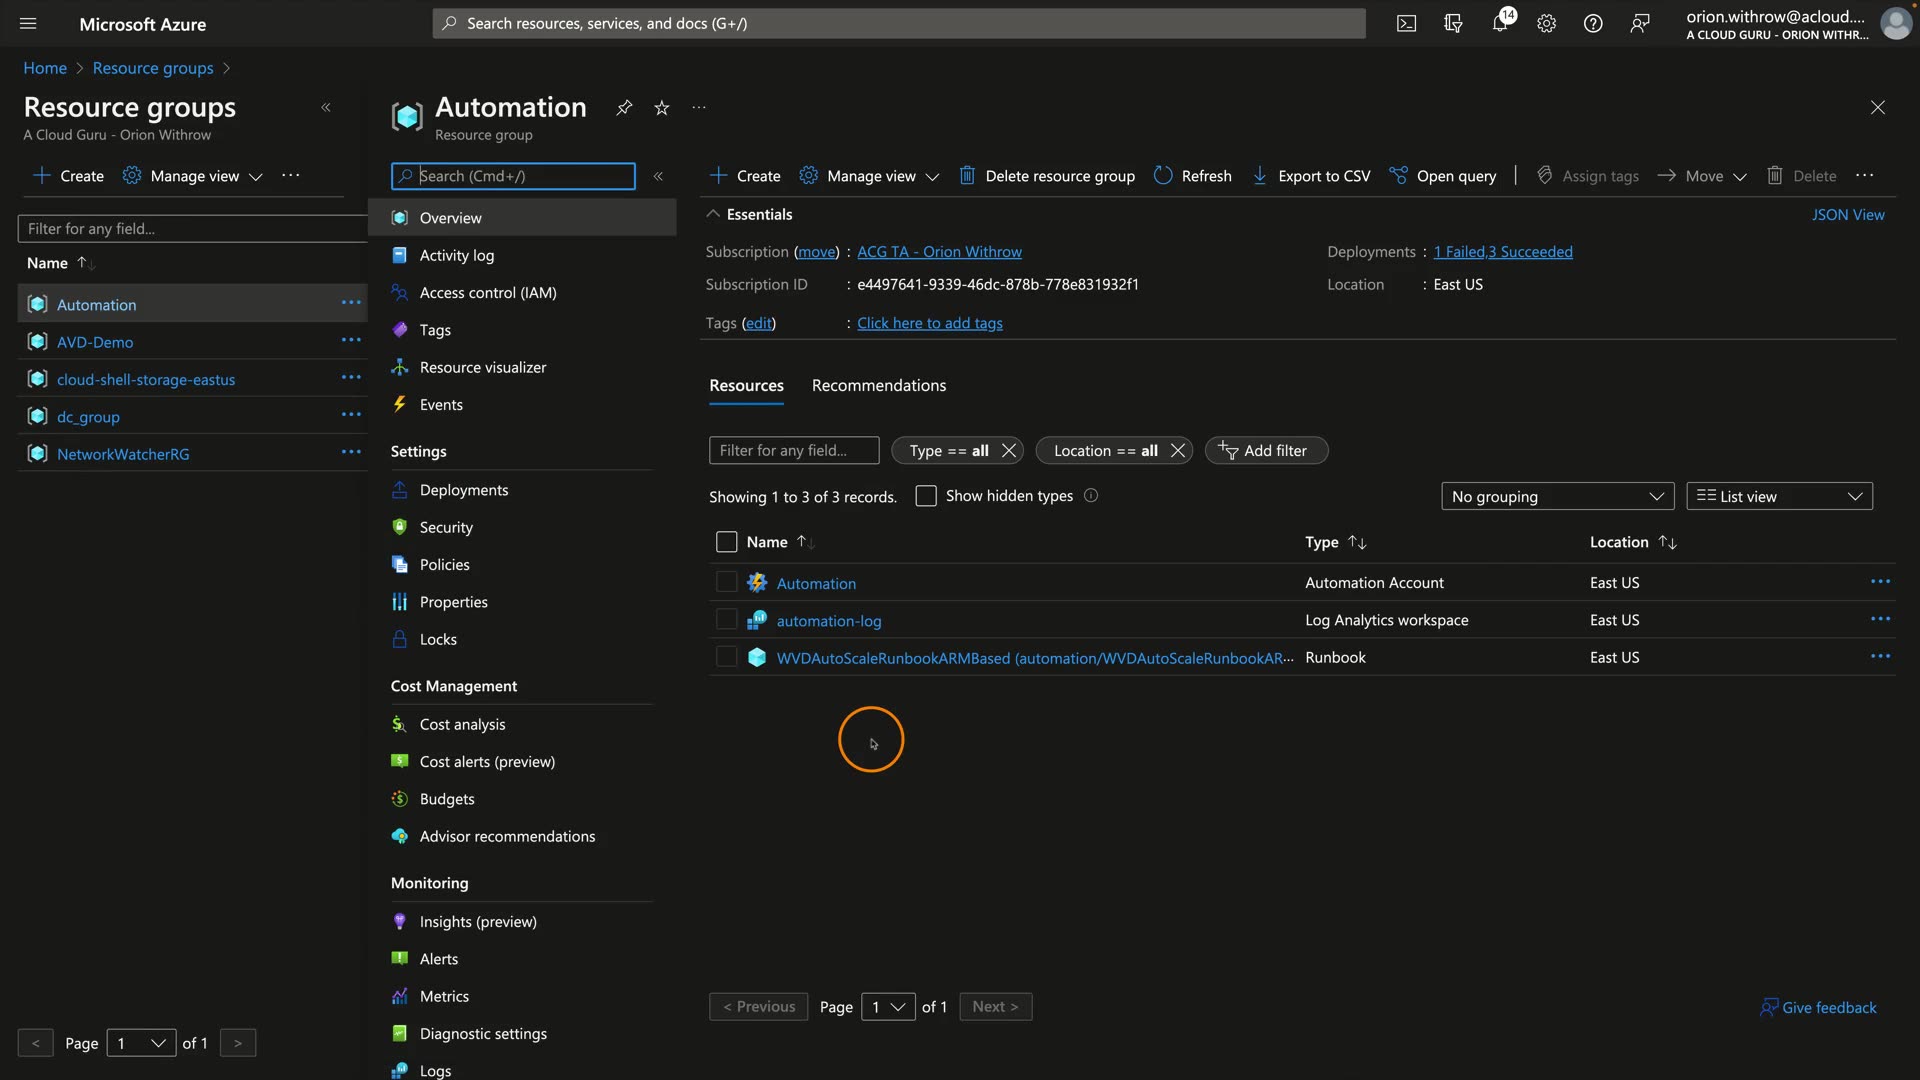 Microsoft Azure
Search resources, services, and docs (G+/)
14
orion.withrow@acloud....
A CLOUD GURU - ORION WITHR...
Home > Resource groups >
Resource groups
A Cloud Guru - Orion Withrow
Create
Manage view
Filter for any field...
Name
Automation
AVD-Demo
cloud-shell-storage-eastus
dc_group
NetworkWatcherRG
< Page 1 of 1 >
Automation
Resource group
Search (Cmd+/)
Overview
Activity log
Access control (IAM)
Tags
Resource visualizer
Events
Settings
Deployments
Security
Policies
Properties
Locks
Cost Management
Cost analysis
Cost alerts (preview)
Budgets
Advisor recommendations
Monitoring
Insights (preview)
Alerts
Metrics
Diagnostic settings
Logs
Create Manage view Delete resource group Refresh Export to CSV Open query Assign tags Move Delete
Essentials
JSON View
Subscription (move) : ACG TA - Orion Withrow
Deployments : 1 Failed,3 Succeeded
Subscription ID : e4497641-9339-46dc-878b-778e831932f1
Location : East US
Tags (edit) : Click here to add tags
Resources Recommendations
Filter for any field... Type == all Location == all Add filter
Showing 1 to 3 of 3 records. Show hidden types
No grouping List view
Name Type Location
Automation Automation Account East US
automation-log Log Analytics workspace East US
WVDAutoScaleRunbookARMBased (automation/WVDAutoScaleRunbookAR... Runbook East US
< Previous Page 1 of 1 Next >
Give feedback